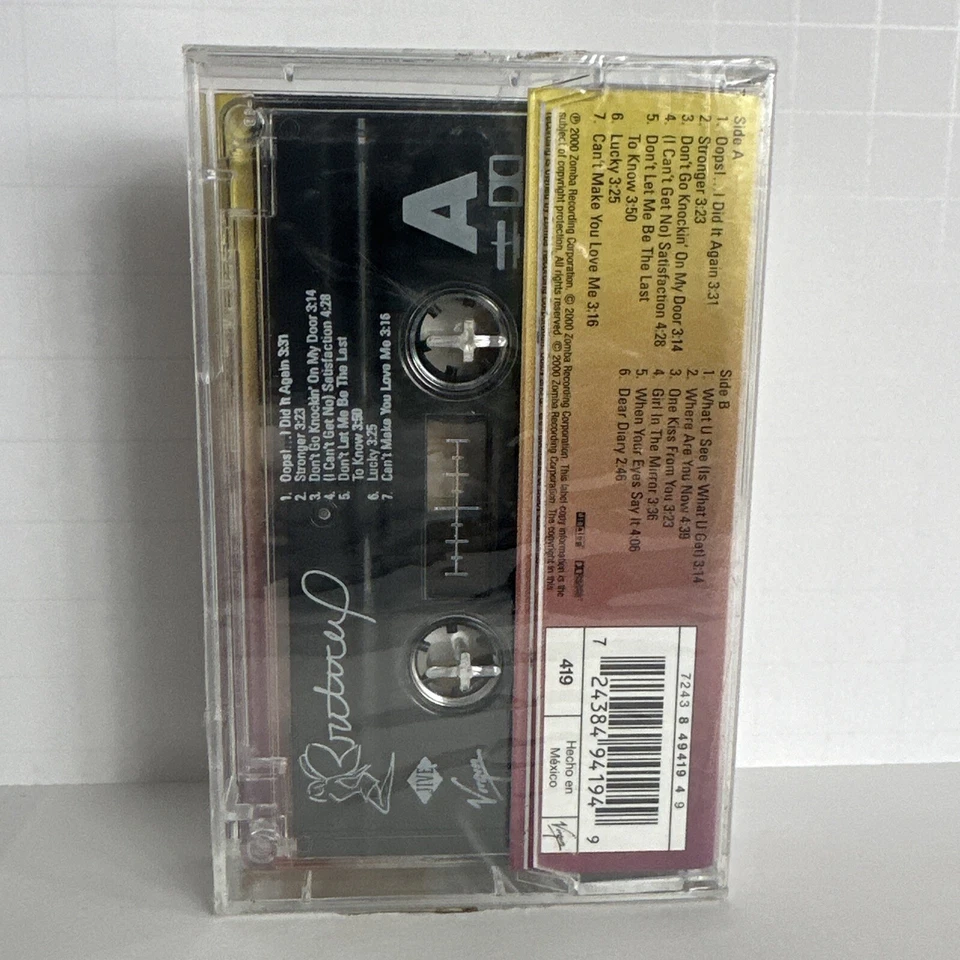 Side A
1. Oops!...I Did It Again 3:31
2. Stronger 3:23
3. Don't Go Knockin' On My Door 3:14
4. (I Can't Get No) Satisfaction 4:28
5. Don't Let Me Be The Last
To Know 3:50
6. Lucky 3:25
7. Can't Make You Love Me 3:16
Side B
1. What U See (Is What U Get) 3:14
2. Where Are You Now 4:39
3. One Kiss From You 3:23
4. Girl In The Mirror 3:36
5. When Your Eyes Say It 4:06
6. Dear Diary 2:46
℗ 2000 Zomba Recording Corporation. © 2000 Zomba Recording Corporation. This label copy information is the
subject of copyright protection. All rights reserved. © 2000 Zomba Recording Corporation. The copyright in this
7243 8 49419 4 9
7 24384 94194 9
419
Hecho en
México
Virgin
A
1. Oops!...I Did It Again 3:31
2. Stronger 3:23
3. Don't Go Knockin' On My Door 3:14
4. (I Can't Get No) Satisfaction 4:28
5. Don't Let Me Be The Last
To Know 3:50
6. Lucky 3:25
7. Can't Make You Love Me 3:16
Britney
JIVE
Virgin